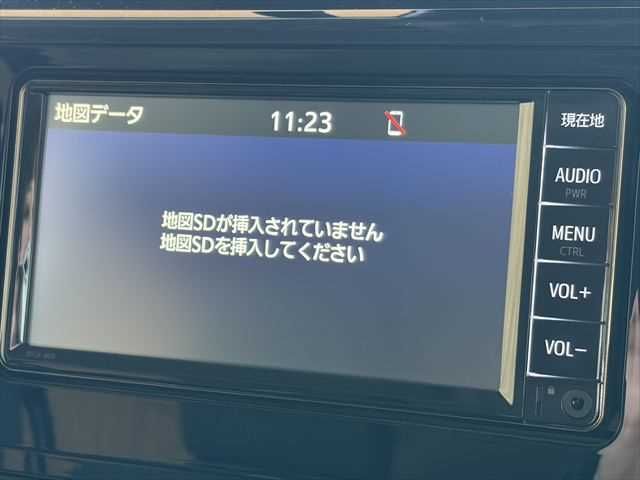 地図データ 11:23
地図SDが挿入されていません
地図SDを挿入してください
現在地
AUDIO
PWR
MENU
CTRL
VOL+
VOL−